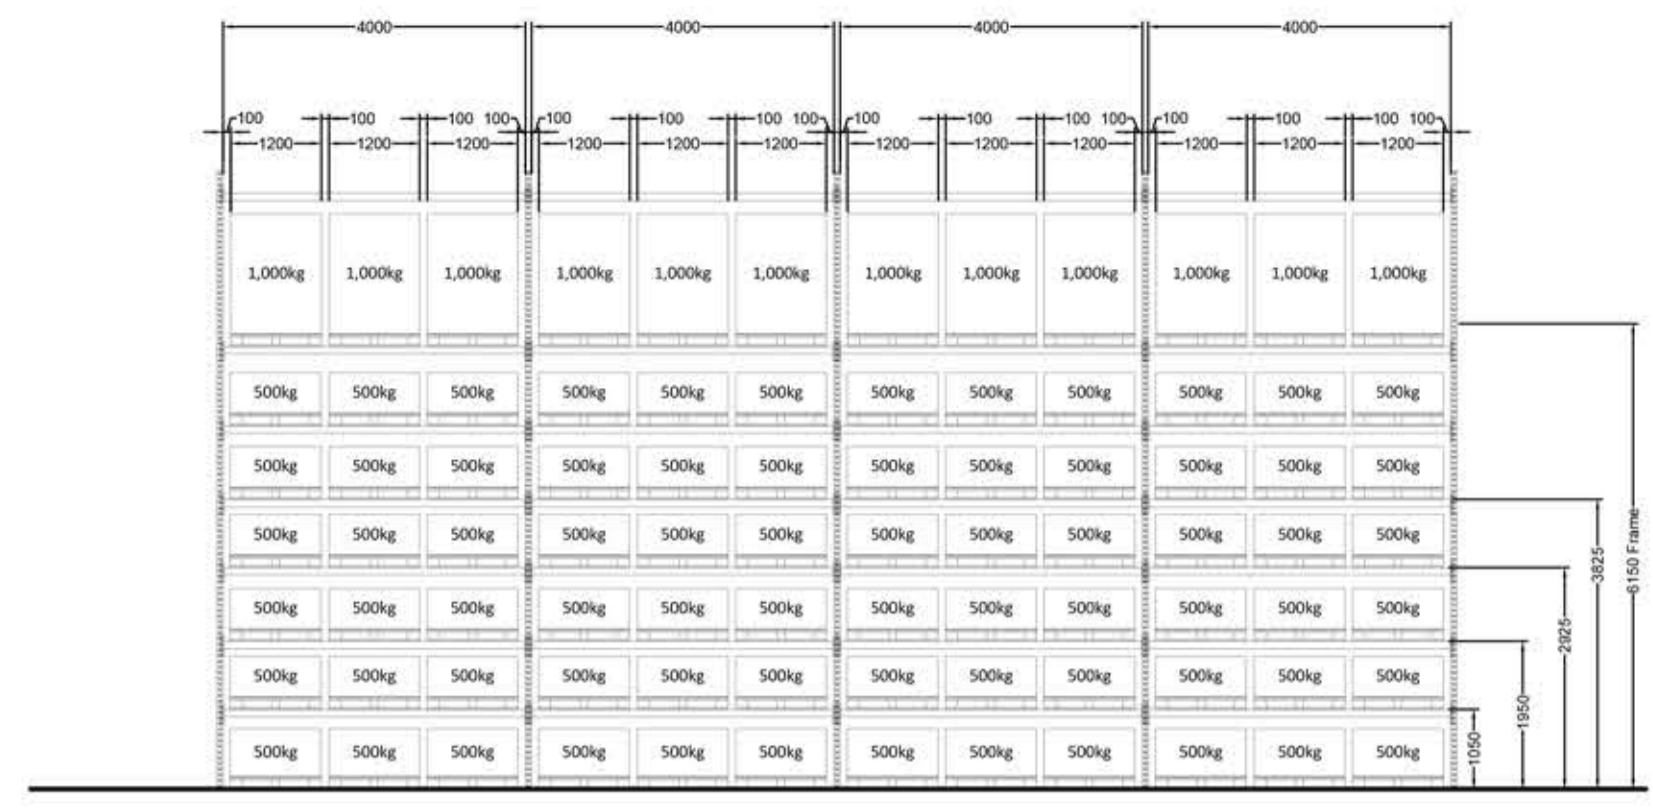 4000 4000 4000 4000
100 100 100 100 100 100 100 100 100 100 100 100 100 100 100 100
1200 1200 1200 1200 1200 1200 1200 1200 1200 1200 1200 1200
1,000kg 1,000kg 1,000kg 1,000kg 1,000kg 1,000kg 1,000kg 1,000kg 1,000kg 1,000kg 1,000kg 1,000kg
500kg 500kg 500kg 500kg 500kg 500kg 500kg 500kg 500kg 500kg 500kg 500kg
500kg 500kg 500kg 500kg 500kg 500kg 500kg 500kg 500kg 500kg 500kg 500kg
500kg 500kg 500kg 500kg 500kg 500kg 500kg 500kg 500kg 500kg 500kg 500kg
500kg 500kg 500kg 500kg 500kg 500kg 500kg 500kg 500kg 500kg 500kg 500kg
500kg 500kg 500kg 500kg 500kg 500kg 500kg 500kg 500kg 500kg 500kg 500kg
500kg 500kg 500kg 500kg 500kg 500kg 500kg 500kg 500kg 500kg 500kg 500kg
1050
1950
2925
3825
6150 Frame